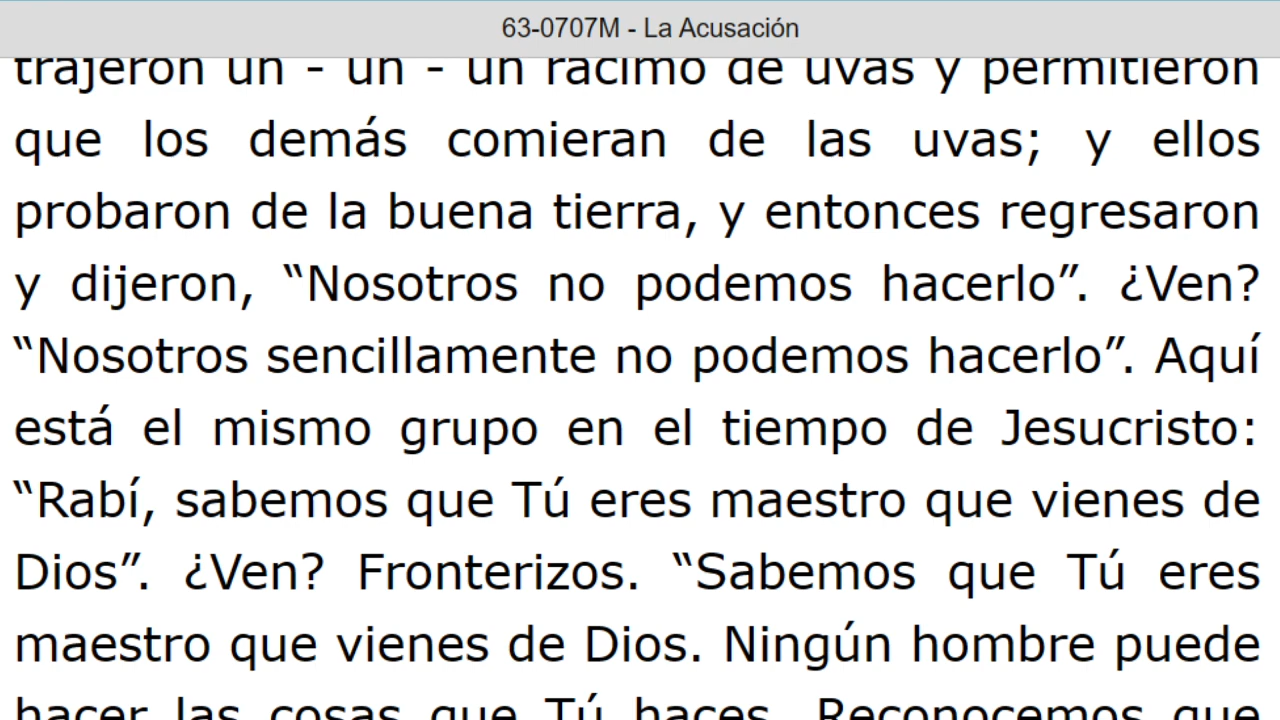 63-0707M - La Acusación
trajeron un - un - un racimo de uvas y permitieron
que los demás comieran de las uvas; y ellos
probaron de la buena tierra, y entonces regresaron
y dijeron, “Nosotros no podemos hacerlo”. ¿Ven?
“Nosotros sencillamente no podemos hacerlo”. Aquí
está el mismo grupo en el tiempo de Jesucristo:
“Rabí, sabemos que Tú eres maestro que vienes de
Dios”. ¿Ven? Fronterizos. “Sabemos que Tú eres
maestro que vienes de Dios. Ningún hombre puede
hacer las cosas que Tú haces. Reconocemos que